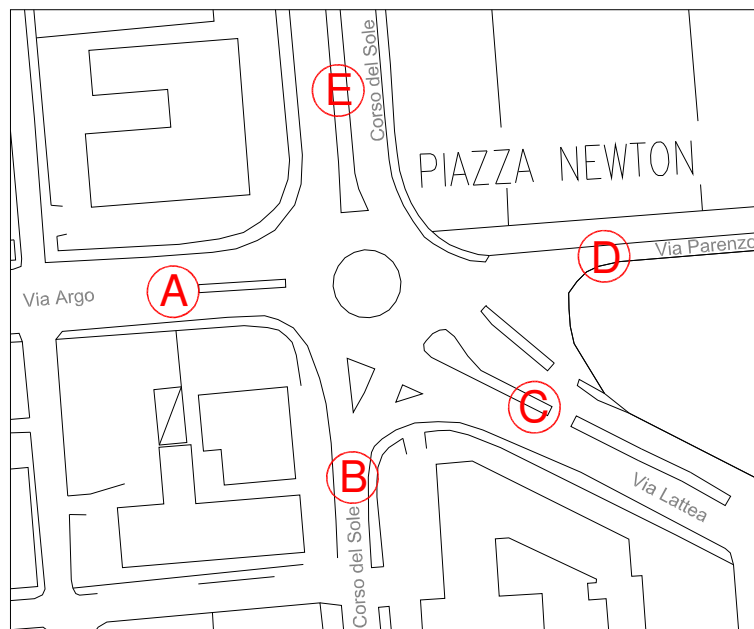 E
Corso del Sole
PIAZZA NEWTON
D
Via Parenzo
Via Argo
A
C
B
Via Lattea
Corso del Sole